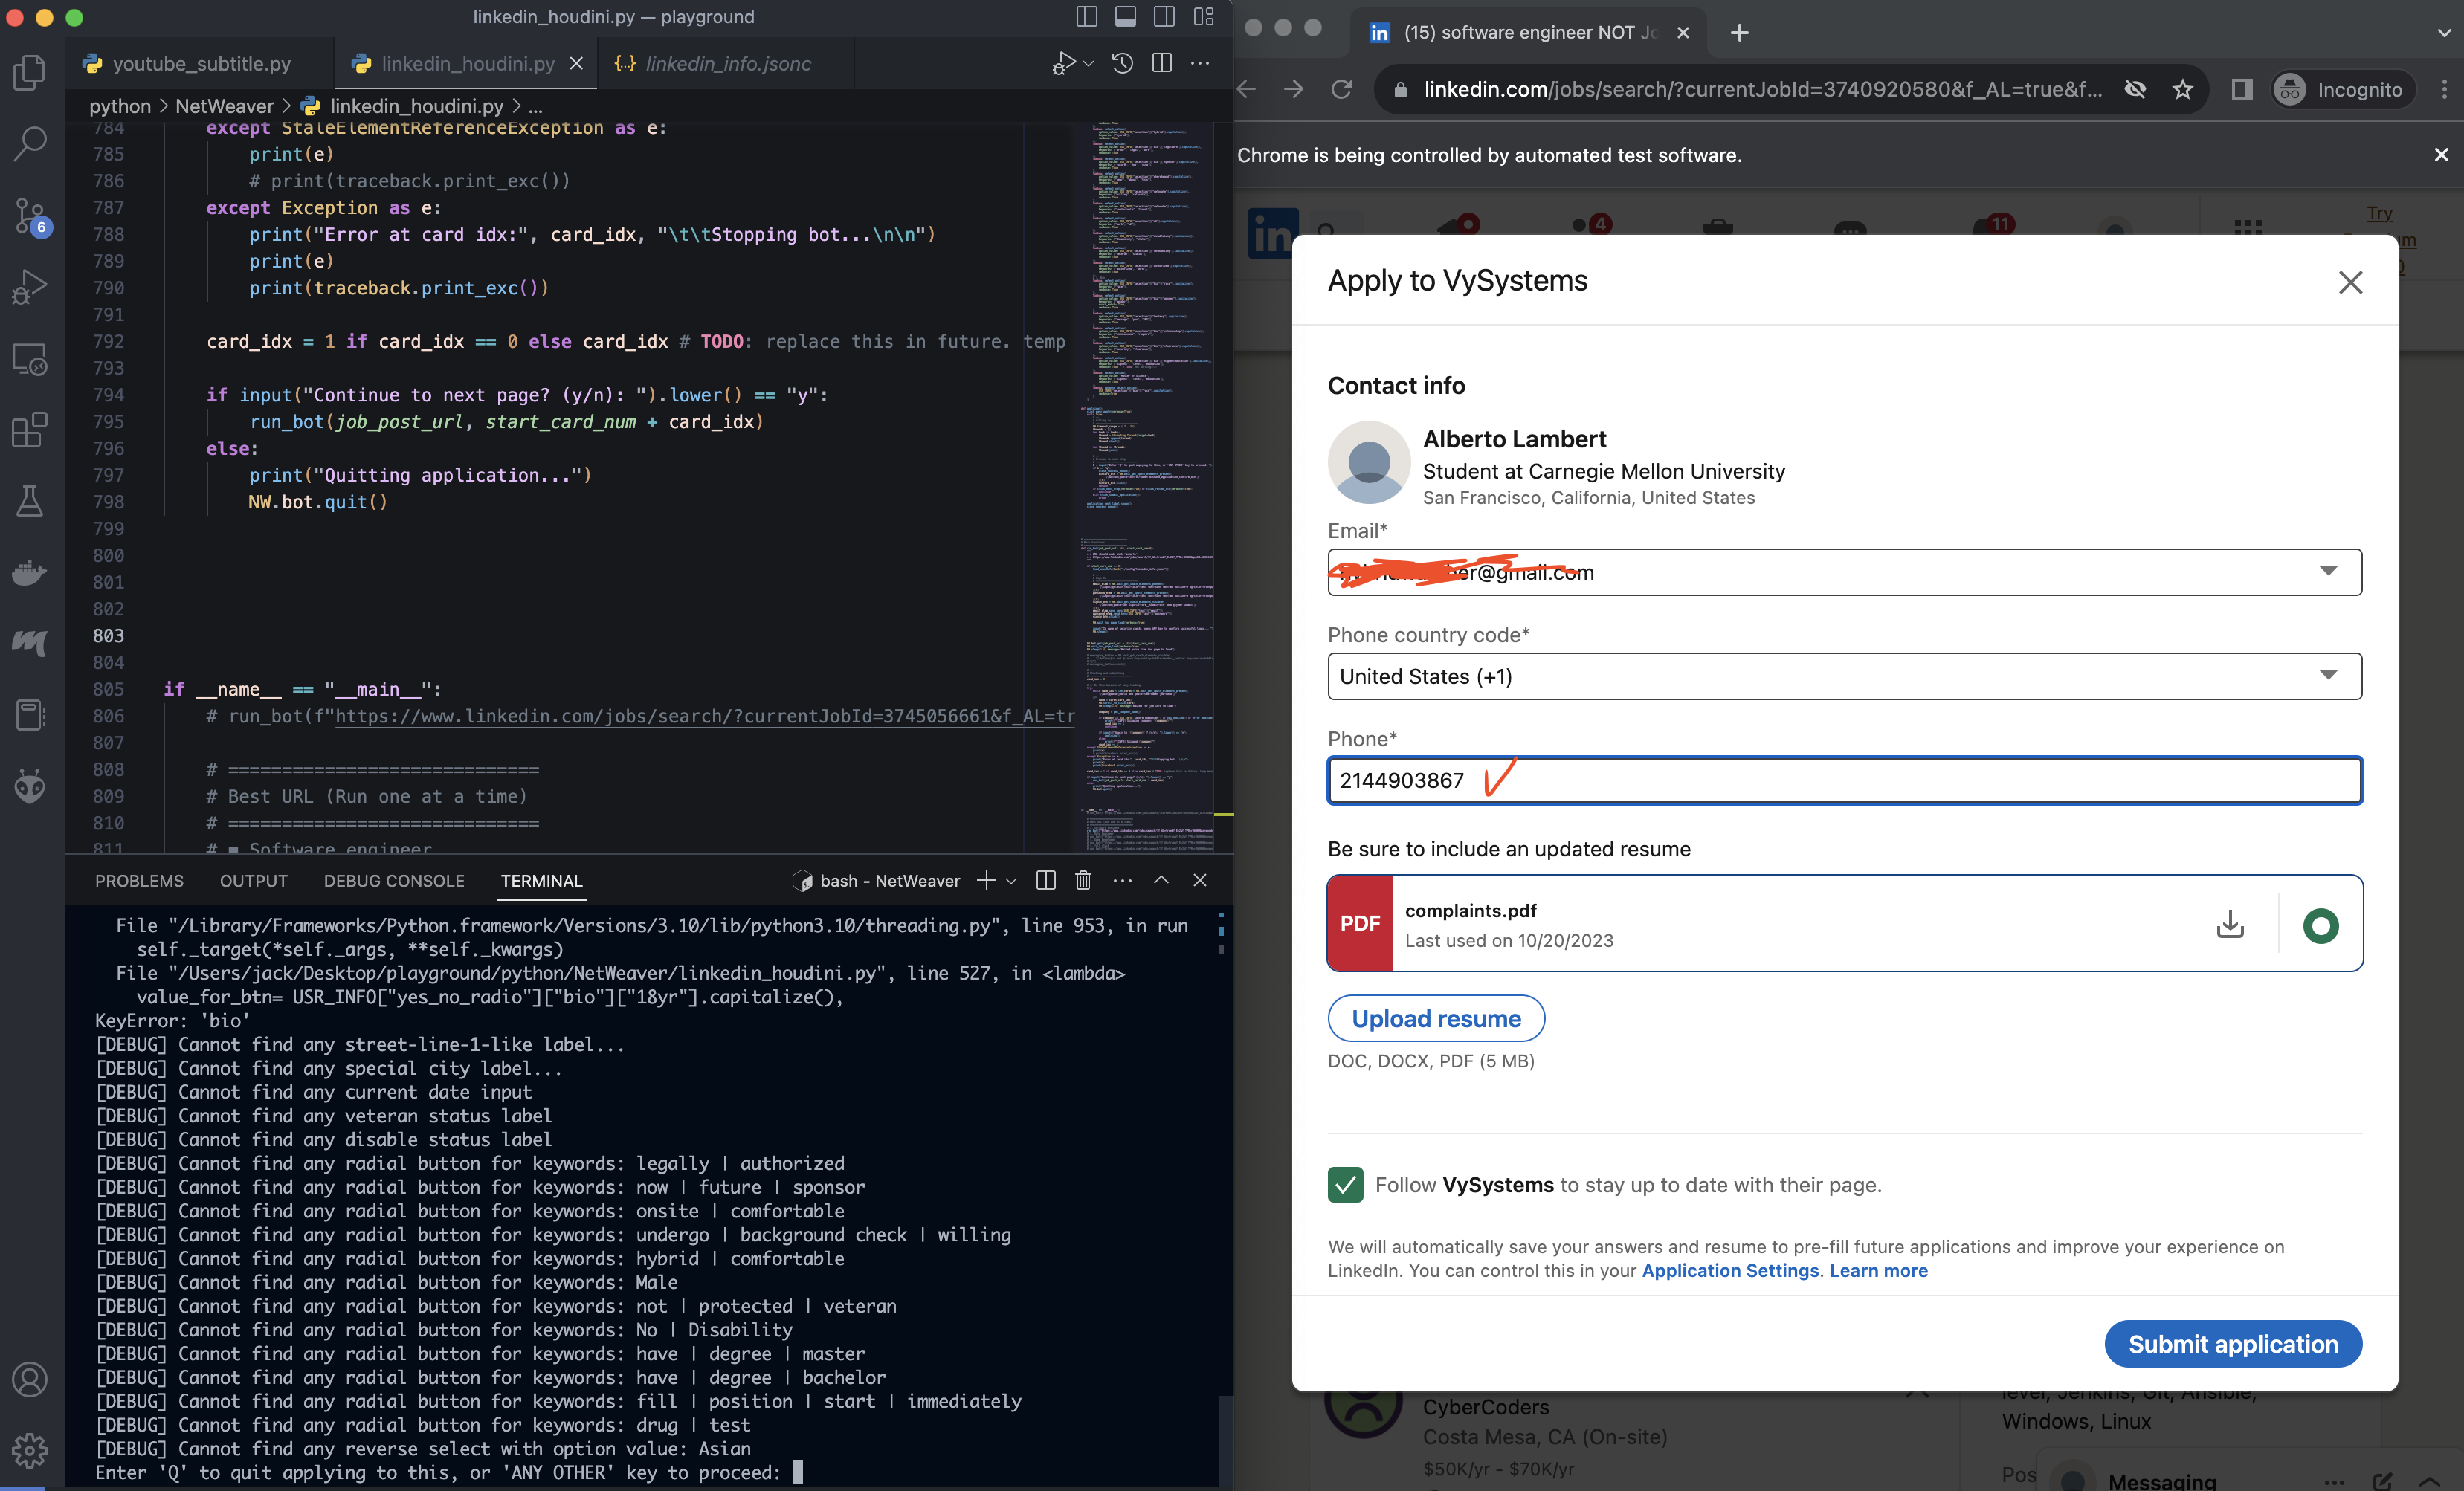 linkedin_houdini.py — playground
youtube_subtitle.py
linkedin_houdini.py
{..} linkedin_info.jsonc
python > NetWeaver > linkedin_houdini.py > ...
784 except StaleElementReferenceException as e:
785 print(e)
786 # print(traceback.print_exc())
787 except Exception as e:
788 print("Error at card idx:", card_idx, "\t\tStopping bot...\n\n")
789 print(e)
790 print(traceback.print_exc())
791
792 card_idx = 1 if card_idx == 0 else card_idx # TODO: replace this in future. temp
793
794 if input("Continue to next page? (y/n): ").lower() == "y":
795 run_bot(job_post_url, start_card_num + card_idx)
796 else:
797 print("Quitting application...")
798 NW.bot.quit()
799
800
801
802
803
804
805 if __name__ == "__main__":
806 # run_bot(f"https://www.linkedin.com/jobs/search/?currentJobId=3745056661&f_AL=tr
807
808 # =============================
809 # Best URL (Run one at a time)
810 # =============================
811 # ■ Software engineer
6
PROBLEMS
OUTPUT
DEBUG CONSOLE
TERMINAL
bash - NetWeaver
File "/Library/Frameworks/Python.framework/Versions/3.10/lib/python3.10/threading.py", line 953, in run
self._target(*self._args, **self._kwargs)
File "/Users/jack/Desktop/playground/python/NetWeaver/linkedin_houdini.py", line 527, in <lambda>
value_for_btn= USR_INFO["yes_no_radio"]["bio"]["18yr"].capitalize(),
KeyError: 'bio'
[DEBUG] Cannot find any street-line-1-like label...
[DEBUG] Cannot find any special city label...
[DEBUG] Cannot find any current date input
[DEBUG] Cannot find any veteran status label
[DEBUG] Cannot find any disable status label
[DEBUG] Cannot find any radial button for keywords: legally | authorized
[DEBUG] Cannot find any radial button for keywords: now | future | sponsor
[DEBUG] Cannot find any radial button for keywords: onsite | comfortable
[DEBUG] Cannot find any radial button for keywords: undergo | background check | willing
[DEBUG] Cannot find any radial button for keywords: hybrid | comfortable
[DEBUG] Cannot find any radial button for keywords: Male
[DEBUG] Cannot find any radial button for keywords: not | protected | veteran
[DEBUG] Cannot find any radial button for keywords: No | Disability
[DEBUG] Cannot find any radial button for keywords: have | degree | master
[DEBUG] Cannot find any radial button for keywords: have | degree | bachelor
[DEBUG] Cannot find any radial button for keywords: fill | position | start | immediately
[DEBUG] Cannot find any radial button for keywords: drug | test
[DEBUG] Cannot find any reverse select with option value: Asian
Enter 'Q' to quit applying to this, or 'ANY OTHER' key to proceed:
in (15) software engineer NOT Jo
linkedin.com/jobs/search/?currentJobId=3740920580&f_AL=true&f...
Incognito
Chrome is being controlled by automated test software.
in
4
11
Try
Apply to VySystems
Contact info
Alberto Lambert
Student at Carnegie Mellon University
San Francisco, California, United States
Email*
@gmail.com
Phone country code*
United States (+1)
Phone*
2144903867
Be sure to include an updated resume
PDF
complaints.pdf
Last used on 10/20/2023
Upload resume
DOC, DOCX, PDF (5 MB)
Follow VySystems to stay up to date with their page.
We will automatically save your answers and resume to pre-fill future applications and improve your experience on
LinkedIn. You can control this in your Application Settings. Learn more
Submit application
CyberCoders
Costa Mesa, CA (On-site)
$50K/yr - $70K/yr
level, Jenkins, Git, Ansible,
Windows, Linux
Pos
Messaging